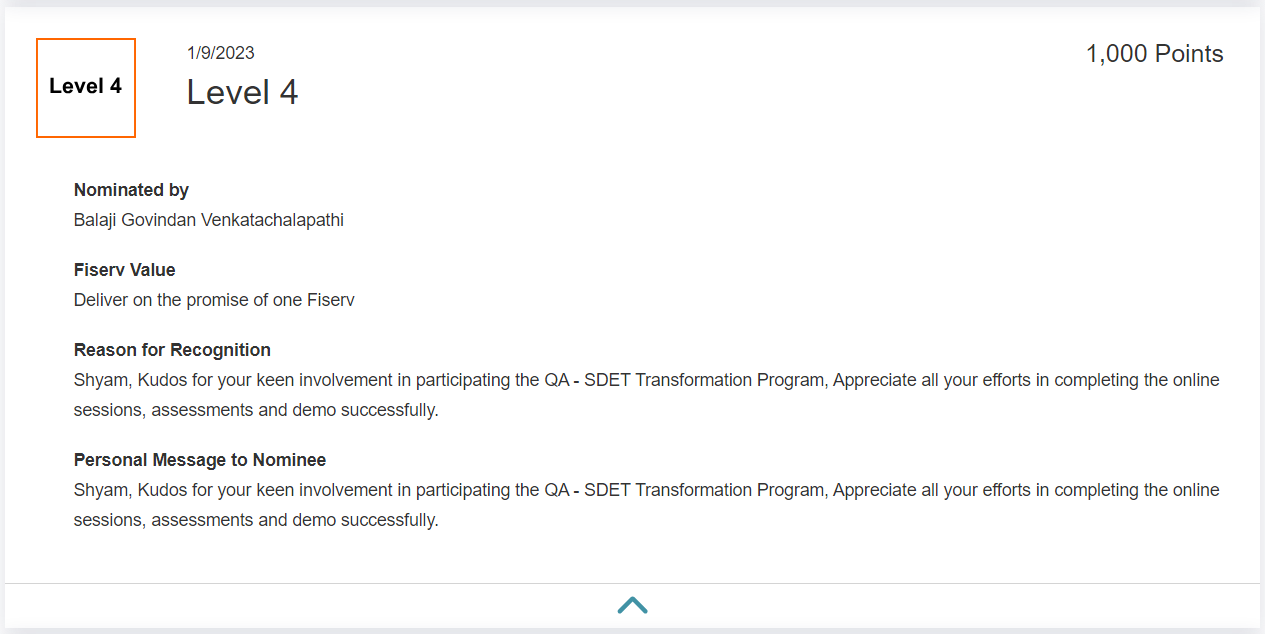 Level 4
1/9/2023
Level 4
1,000 Points
Nominated by
Balaji Govindan Venkatachalapathi
Fiserv Value
Deliver on the promise of one Fiserv
Reason for Recognition
Shyam, Kudos for your keen involvement in participating the QA - SDET Transformation Program, Appreciate all your efforts in completing the online
sessions, assessments and demo successfully.
Personal Message to Nominee
Shyam, Kudos for your keen involvement in participating the QA - SDET Transformation Program, Appreciate all your efforts in completing the online
sessions, assessments and demo successfully.